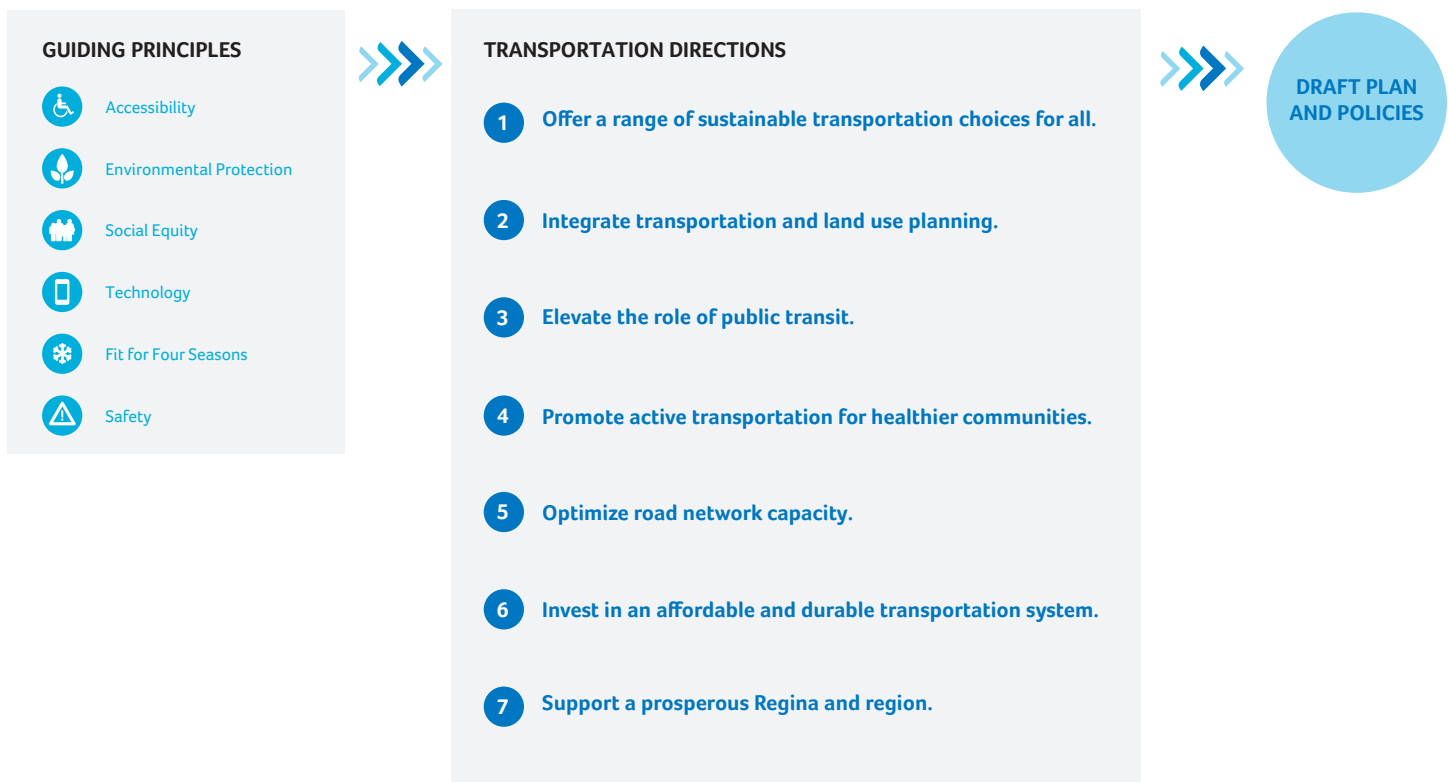 GUIDING PRINCIPLES
Accessibility
Environmental Protection
Social Equity
Technology
Fit for Four Seasons
Safety
TRANSPORTATION DIRECTIONS
1 Offer a range of sustainable transportation choices for all.
2 Integrate transportation and land use planning.
3 Elevate the role of public transit.
4 Promote active transportation for healthier communities.
5 Optimize road network capacity.
6 Invest in an affordable and durable transportation system.
7 Support a prosperous Regina and region.
DRAFT PLAN
AND POLICIES